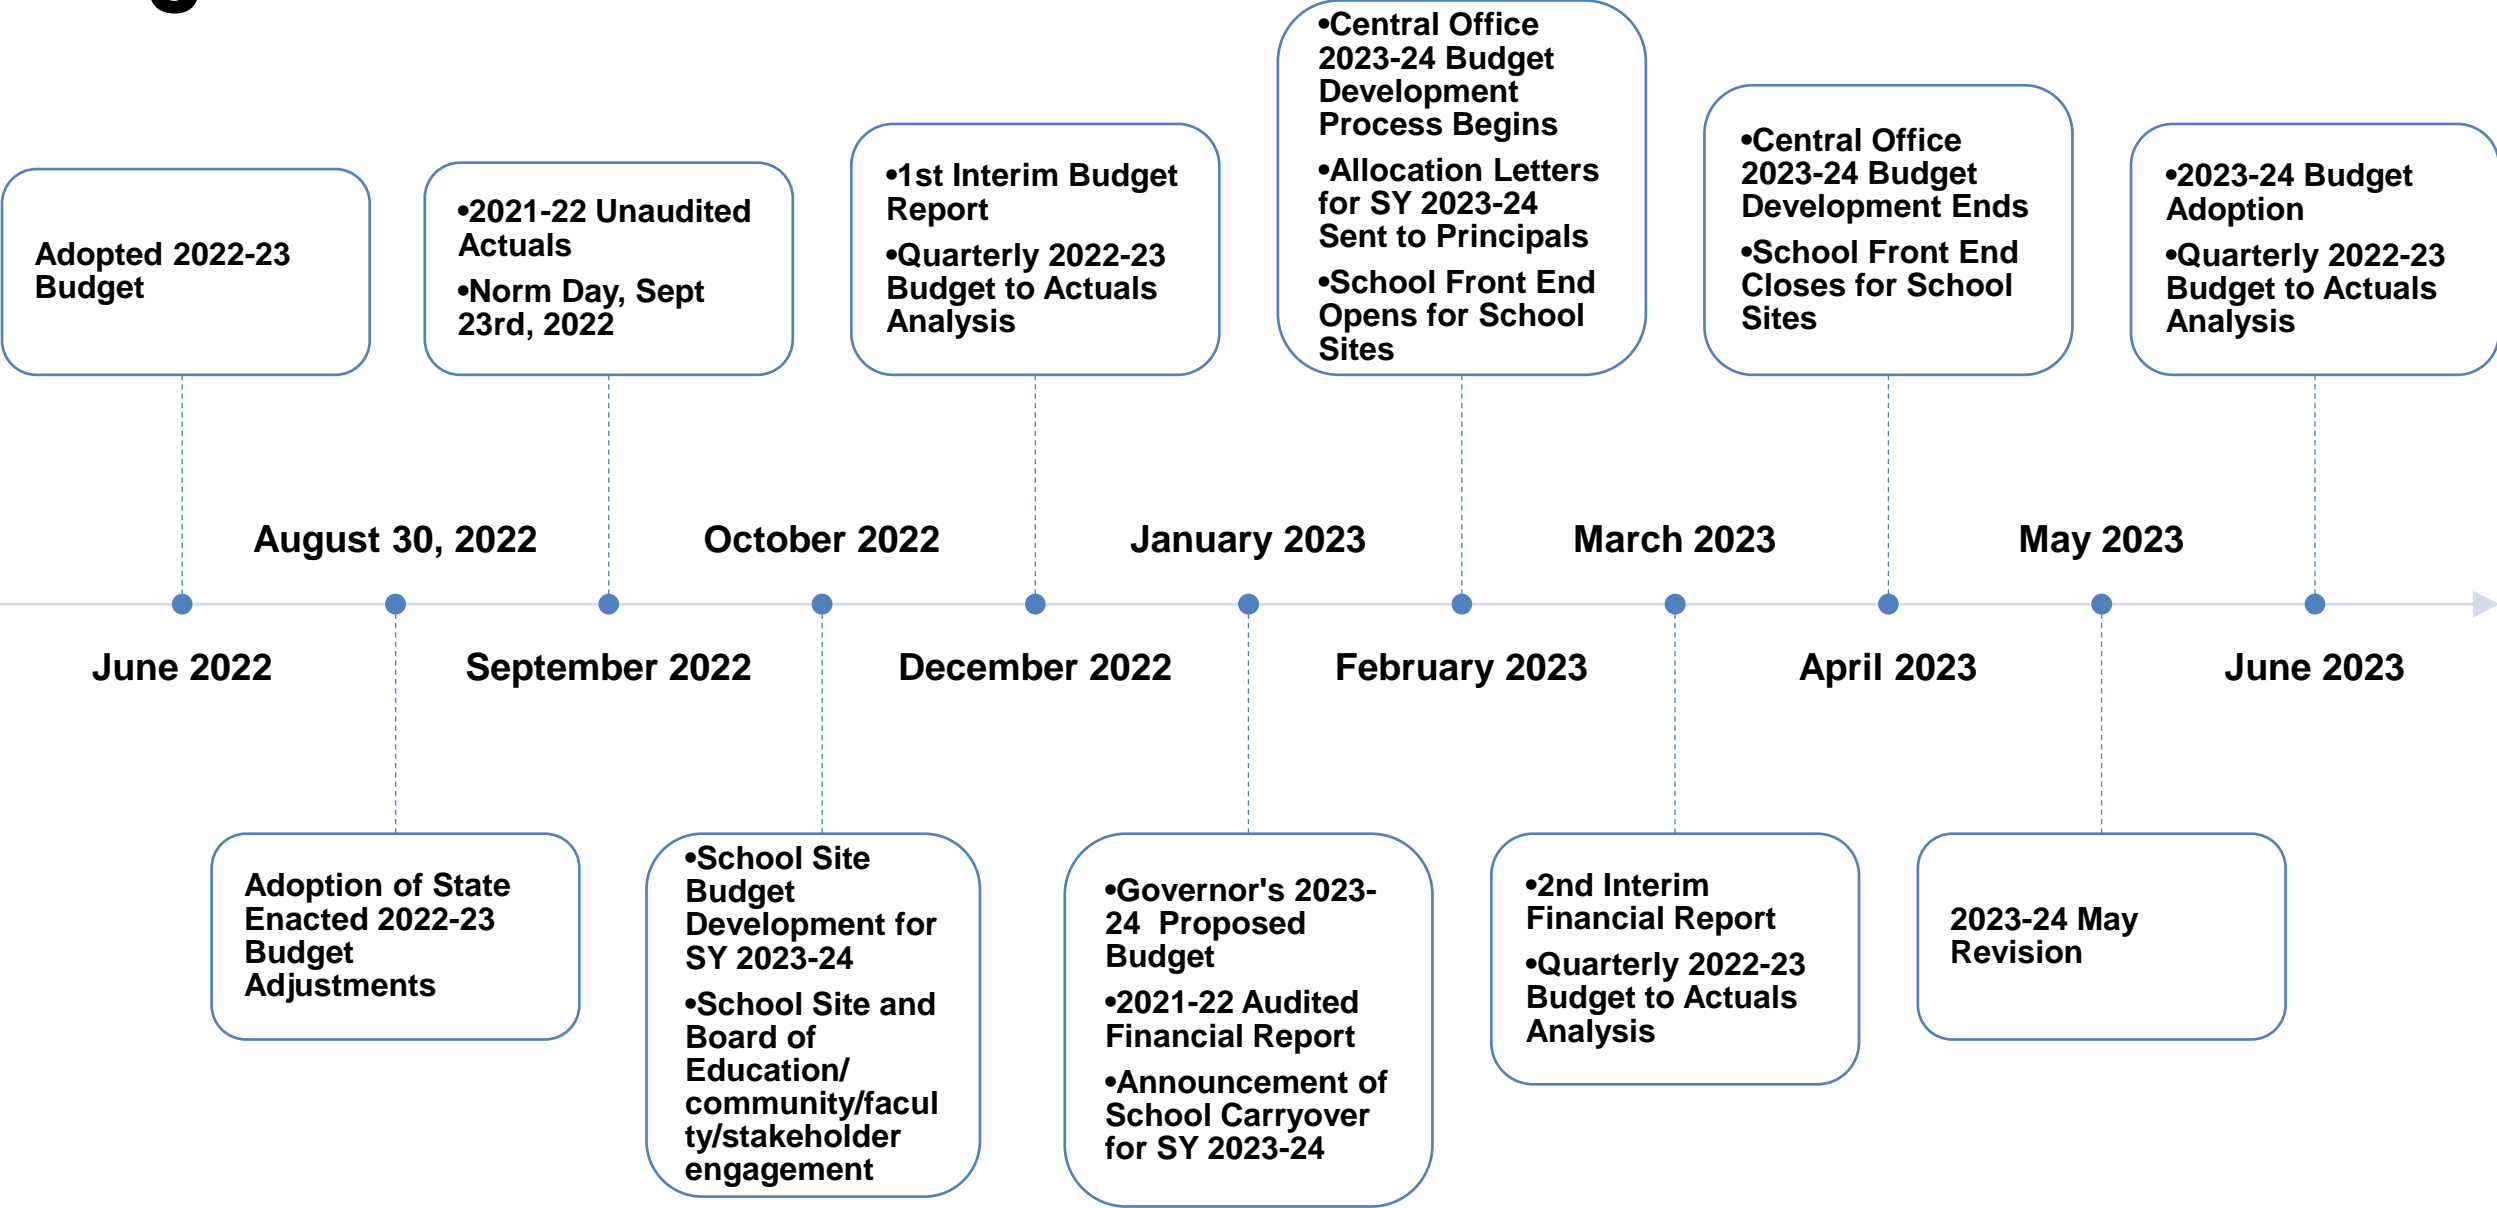 •Central Office
2023-24 Budget
Development
Process Begins
•Allocation Letters
for SY 2023-24
Sent to Principals
•School Front End
Opens for School
Sites
•Central Office
2023-24 Budget
Development Ends
•School Front End
Closes for School
Sites
•1st Interim Budget
Report
•Quarterly 2022-23
Budget to Actuals
Analysis
•2023-24 Budget
Adoption
•Quarterly 2022-23
Budget to Actuals
Analysis
Adopted 2022-23
Budget
•2021-22 Unaudited
Actuals
•Norm Day, Sept
23rd, 2022
August 30, 2022
October 2022
January 2023
March 2023
May 2023
June 2022
September 2022
December 2022
February 2023
April 2023
June 2023
Adoption of State
Enacted 2022-23
Budget
Adjustments
•School Site
Budget
Development for
SY 2023-24
•School Site and
Board of
Education/
community/facul
ty/stakeholder
engagement
•Governor's 2023-
24  Proposed
Budget
•2021-22 Audited
Financial Report
•Announcement of
School Carryover
for SY 2023-24
•2nd Interim
Financial Report
•Quarterly 2022-23
Budget to Actuals
Analysis
2023-24 May
Revision